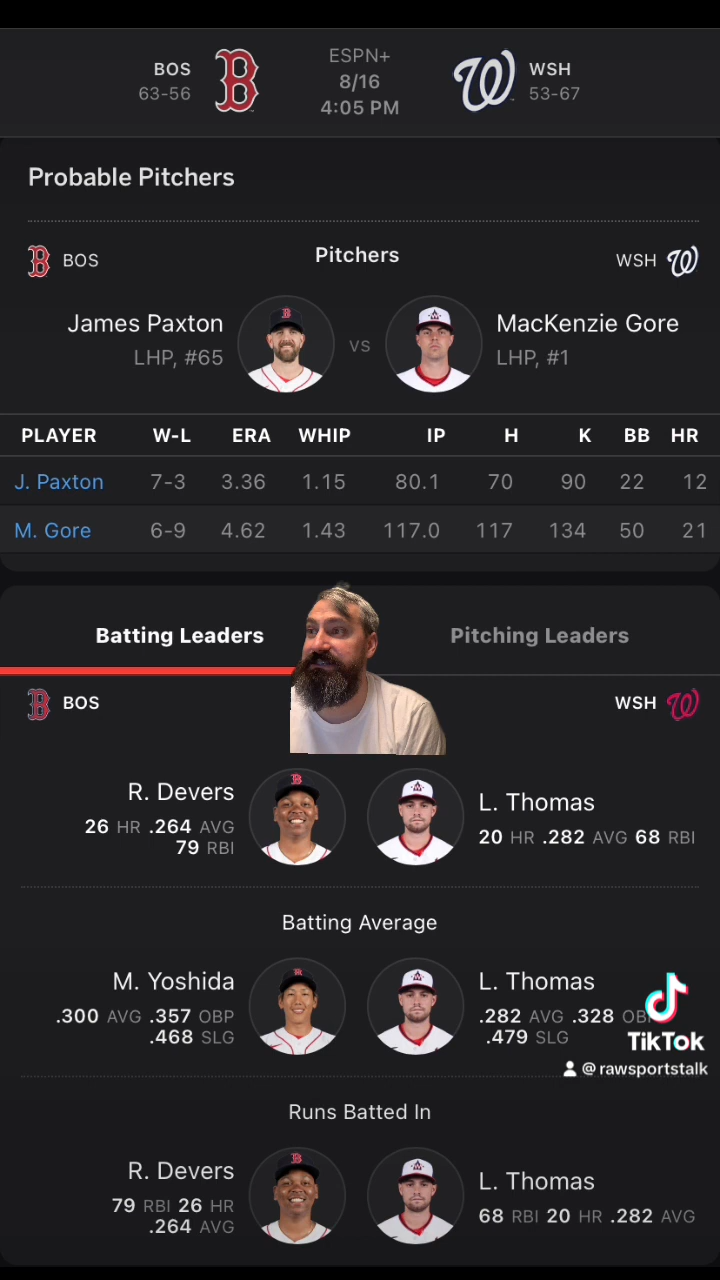 BOS
63-56
ESPN+
8/16
4:05 PM
WSH
53-67
Probable Pitchers
BOS
Pitchers
WSH
James Paxton
LHP, #65
vs
MacKenzie Gore
LHP, #1
PLAYER W-L ERA WHIP IP H K BB HR
J. Paxton 7-3 3.36 1.15 80.1 70 90 22 12
M. Gore 6-9 4.62 1.43 117.0 117 134 50 21
Batting Leaders
Pitching Leaders
BOS
WSH
R. Devers
26 HR .264 AVG
79 RBI
L. Thomas
20 HR .282 AVG 68 RBI
Batting Average
M. Yoshida
.300 AVG .357 OBP
.468 SLG
L. Thomas
.282 AVG .328 OBP
.479 SLG
TikTok
@rawsportstalk
Runs Batted In
R. Devers
79 RBI 26 HR
.264 AVG
L. Thomas
68 RBI 20 HR .282 AVG